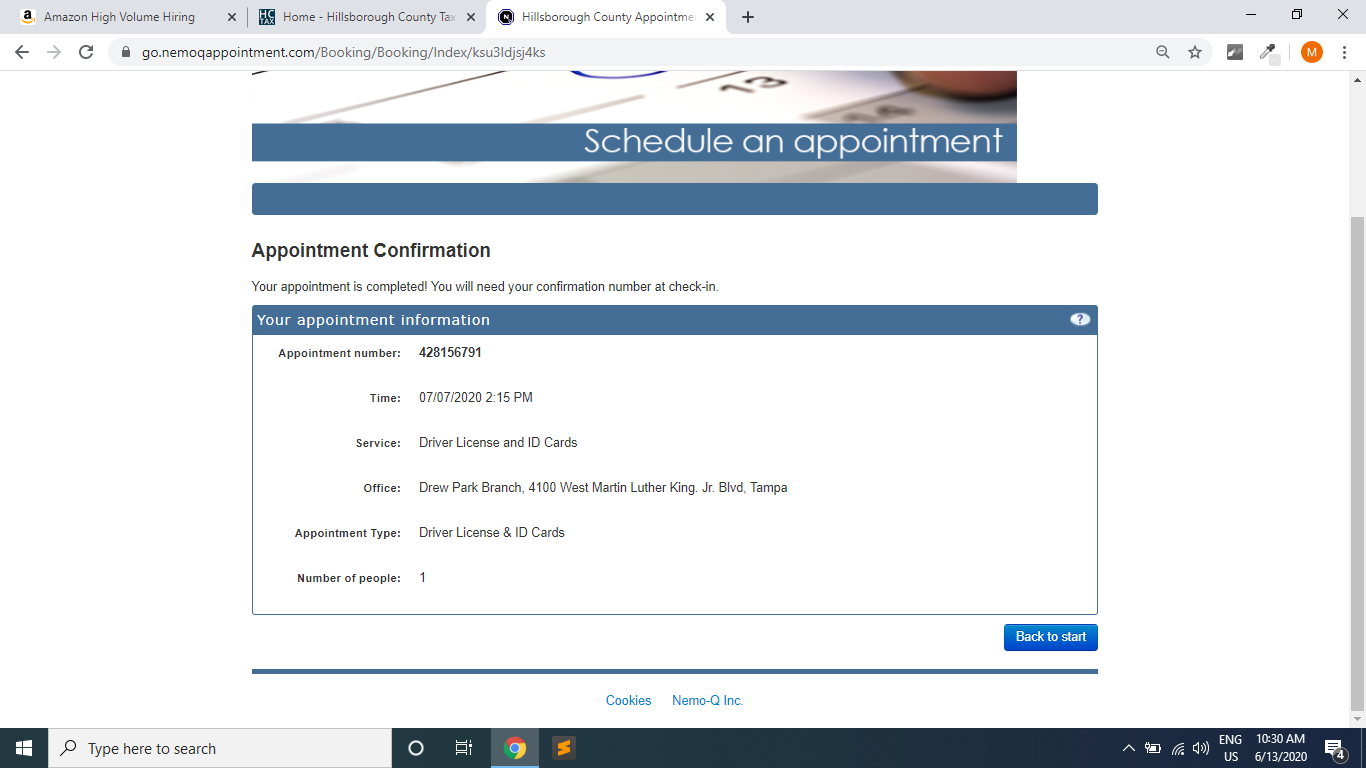 Amazon High Volume Hiring
HC TAX
Home - Hillsborough County Tax
N
Hillsborough County Appointme
go.nemoqappointment.com/Booking/Booking/Index/ksu3ldjsj4ks
M
13
14
Schedule an appointment
Appointment Confirmation
Your appointment is completed! You will need your confirmation number at check-in.
Your appointment information
?
Appointment number: 428156791
Time: 07/07/2020 2:15 PM
Service: Driver License and ID Cards
Office: Drew Park Branch, 4100 West Martin Luther King. Jr. Blvd, Tampa
Appointment Type: Driver License & ID Cards
Number of people: 1
Back to start
Cookies Nemo-Q Inc.
Type here to search
ENG
US
10:30 AM
6/13/2020
4